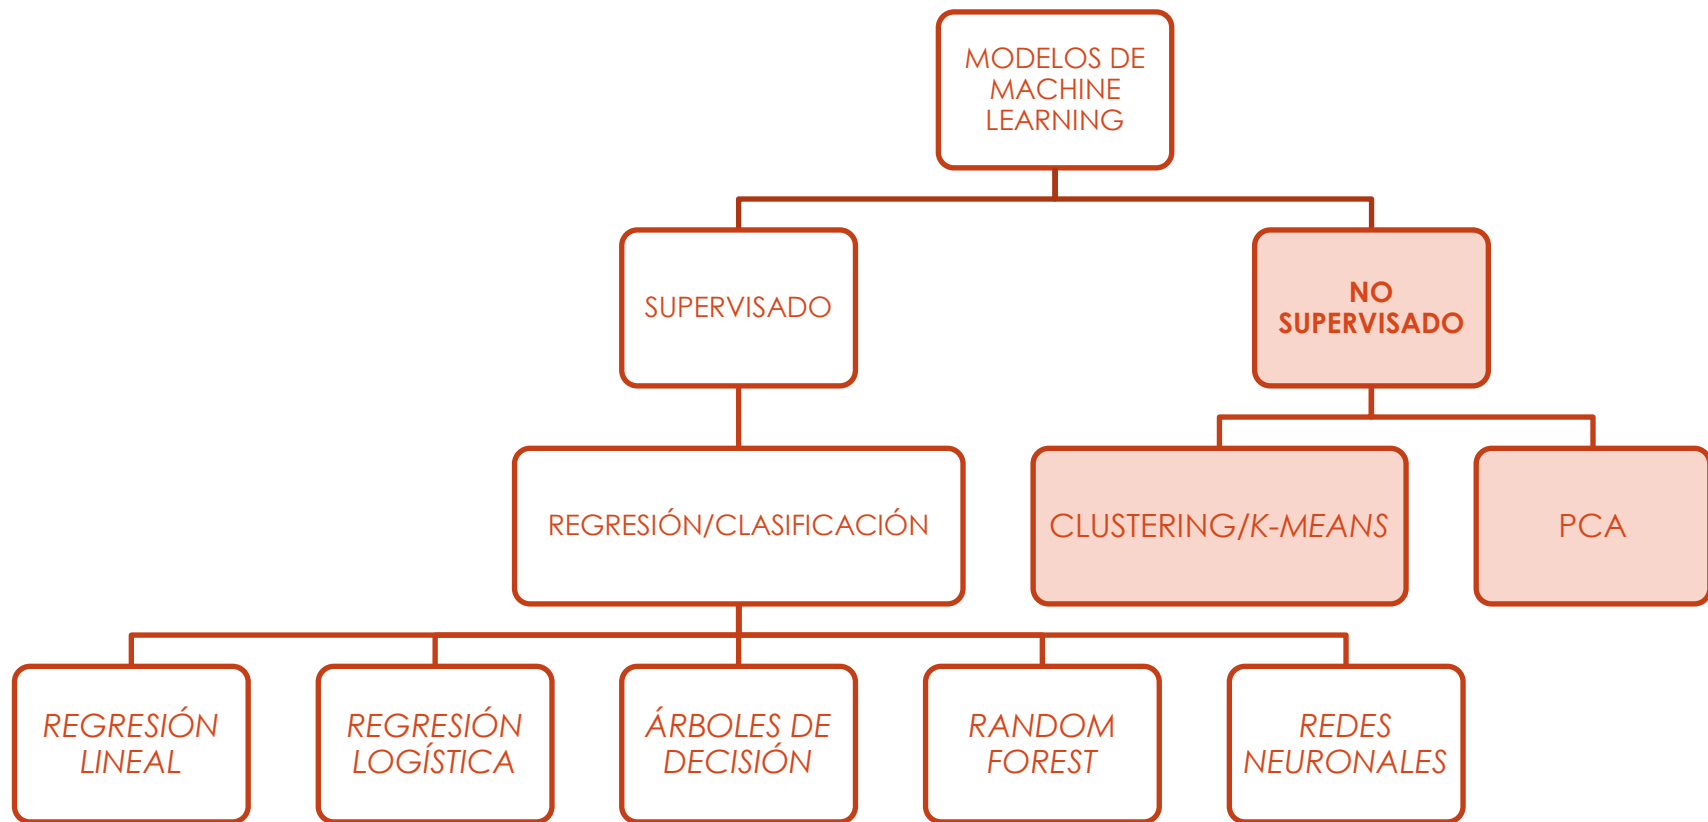 MODELOS DE
MACHINE
LEARNING
SUPERVISADO
NO
SUPERVISADO
REGRESIÓN/CLASIFICACIÓN
CLUSTERING/K-MEANS
PCA
REGRESIÓN
LINEAL
REGRESIÓN
LOGÍSTICA
ÁRBOLES DE
DECISIÓN
RANDOM
FOREST
REDES
NEURONALES